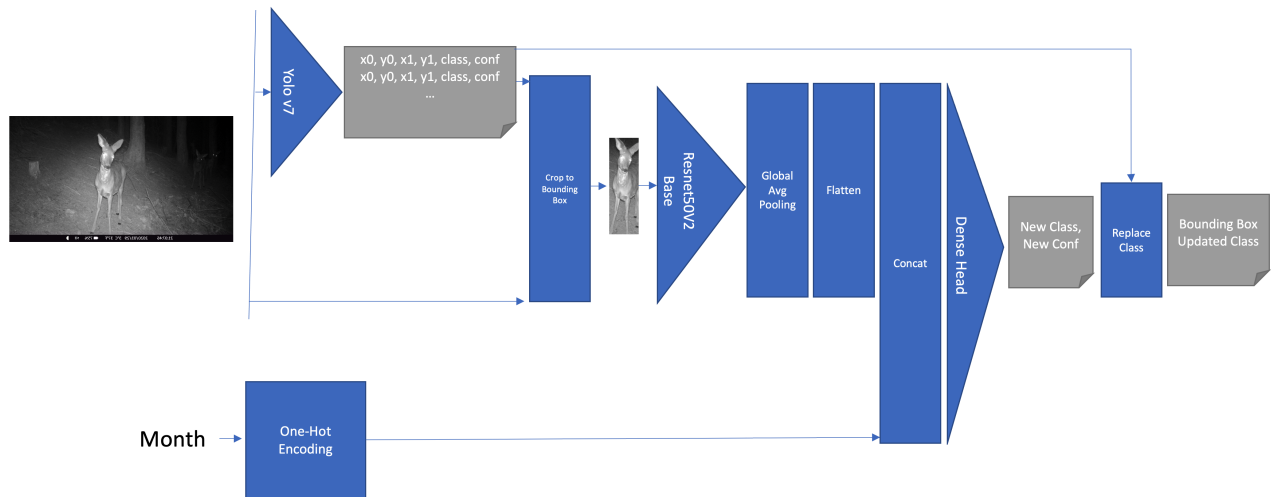 Yolo v7
x0, y0, x1, y1, class, conf
x0, y0, x1, y1, class, conf
...
Crop to
Bounding
Box
Resnet50V2
Base
Global
Avg
Pooling
Flatten
Concat
Dense Head
New Class,
New Conf
Replace
Class
Bounding Box
Updated Class
Month
One-Hot
Encoding